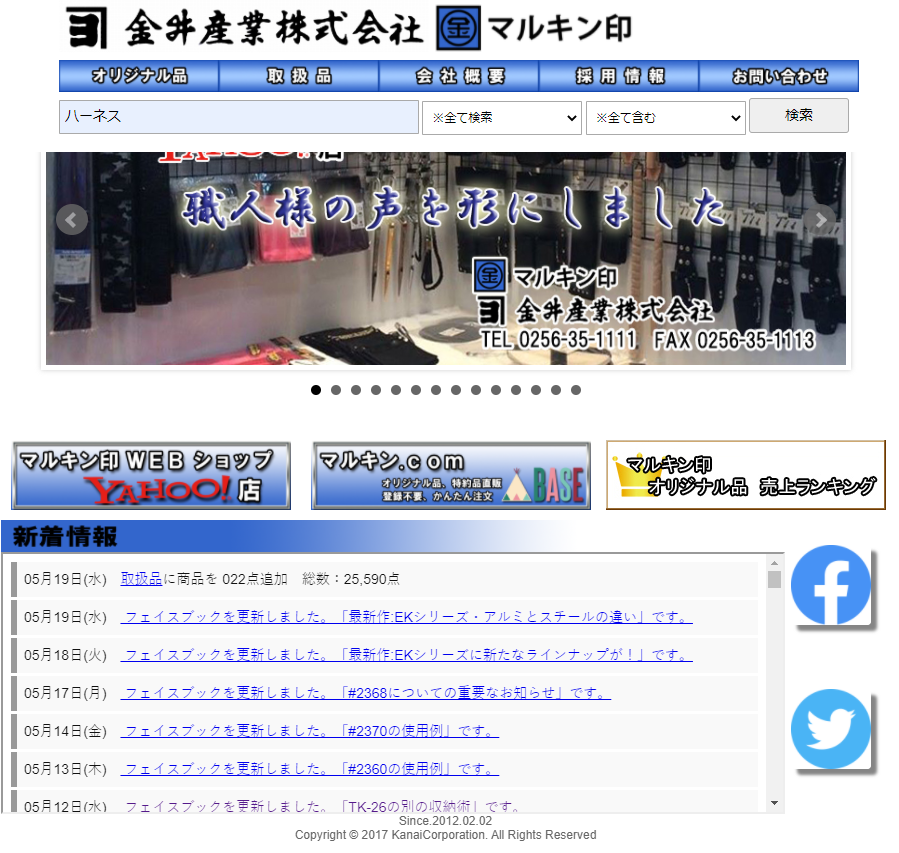 ヨ 金井産業株式会社 金 マルキン印
オリジナル品 取扱品 会社概要 採用情報 お問い合わせ
ハーネス ※全て検索 ※全て含む 検索
YAHOO!店
職人様の声を形にしました
金 マルキン印
ヨ 金井産業株式会社
TEL 0256-35-1111 FAX 0256-35-1113
マルキン印WEBショップ
YAHOO!店
マルキン.com
オリジナル品、特約品直販
登録不要、かんたん注文 BASE
マルキン印
オリジナル品 売上ランキング
新着情報
05月19日(水) 取扱品に商品を 022点追加 総数：25,590点
05月19日(水) フェイスブックを更新しました。「最新作:EKシリーズ・アルミとスチールの違い」です。
05月18日(火) フェイスブックを更新しました。「最新作:EKシリーズに新たなラインナップが！」です。
05月17日(月) フェイスブックを更新しました。「#2368についての重要なお知らせ」です。
05月14日(金) フェイスブックを更新しました。「#2370の使用例」です。
05月13日(木) フェイスブックを更新しました。「#2360の使用例」です。
05月12日(水) フェイスブックを更新しました。「TK-26の別の収納術」です。
Since.2012.02.02
Copyright © 2017 KanaiCorporation. All Rights Reserved